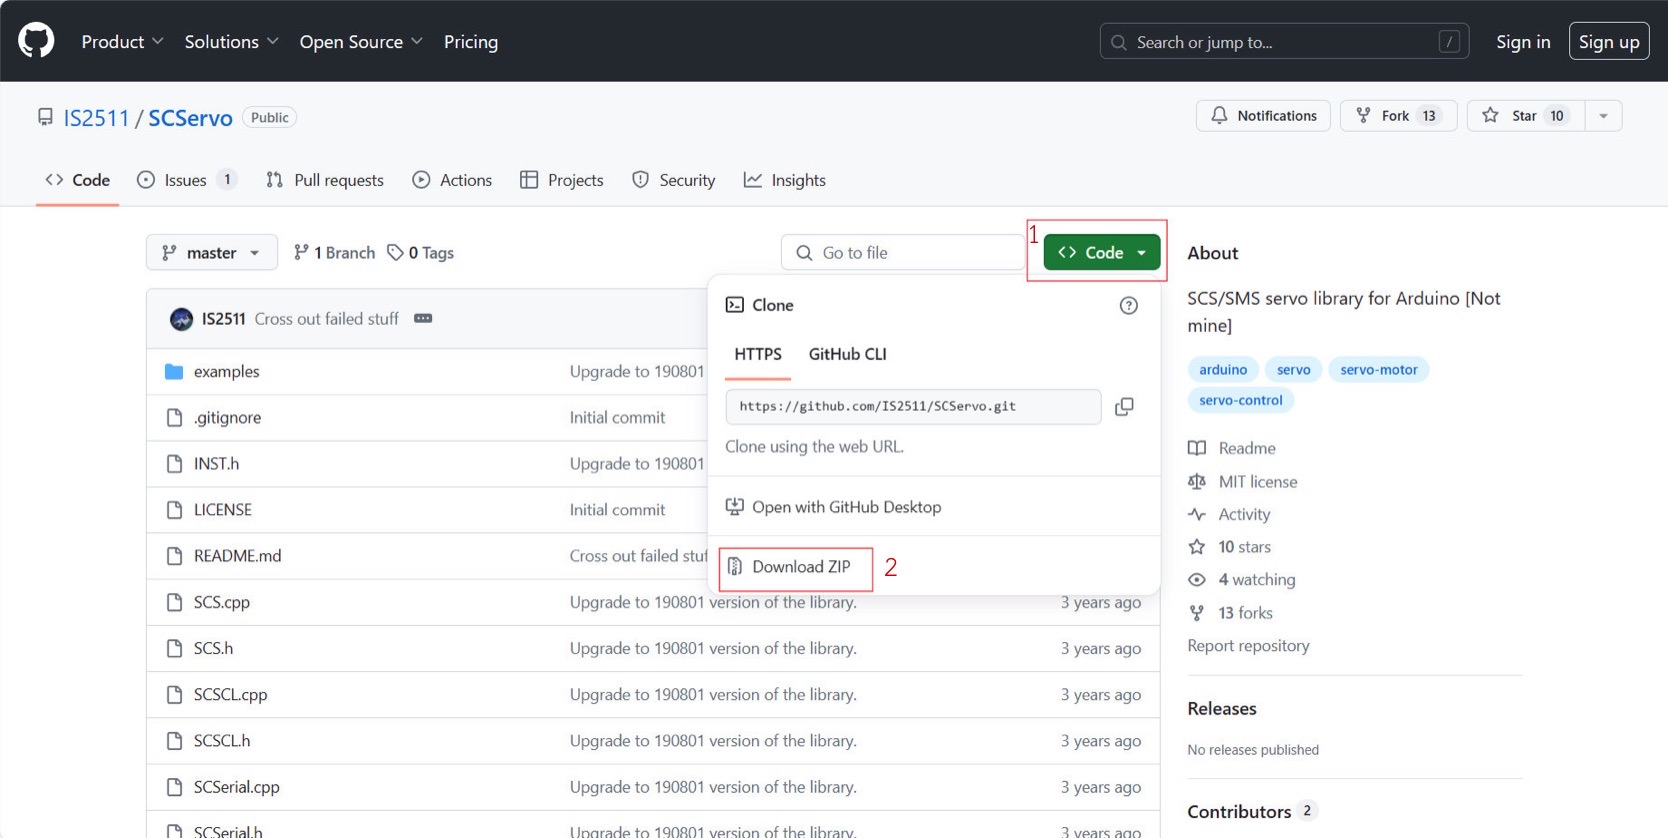 Product Solutions Open Source Pricing Search or jump to... / Sign in Sign up
IS2511 / SCServo Public Notifications Fork 13 Star 10
Code Issues 1 Pull requests Actions Projects Security Insights
master 1 Branch 0 Tags Go to file 1 Code
IS2511 Cross out failed stuff
examples Upgrade to 190801
.gitignore Initial commit
INST.h Upgrade to 190801
LICENSE Initial commit
README.md Cross out failed stuf
SCS.cpp Upgrade to 190801 version of the library. 3 years ago
SCS.h Upgrade to 190801 version of the library. 3 years ago
SCSCL.cpp Upgrade to 190801 version of the library. 3 years ago
SCSCL.h Upgrade to 190801 version of the library. 3 years ago
SCSerial.cpp Upgrade to 190801 version of the library. 3 years ago
SCSerial.h Upgrade to 190801 version of the library. 3 years ago
Clone
HTTPS GitHub CLI
https://github.com/IS2511/SCServo.git
Clone using the web URL.
Open with GitHub Desktop
Download ZIP 2
About
SCS/SMS servo library for Arduino [Not
mine]
arduino servo servo-motor
servo-control
Readme
MIT license
Activity
10 stars
4 watching
13 forks
Report repository
Releases
No releases published
Contributors 2